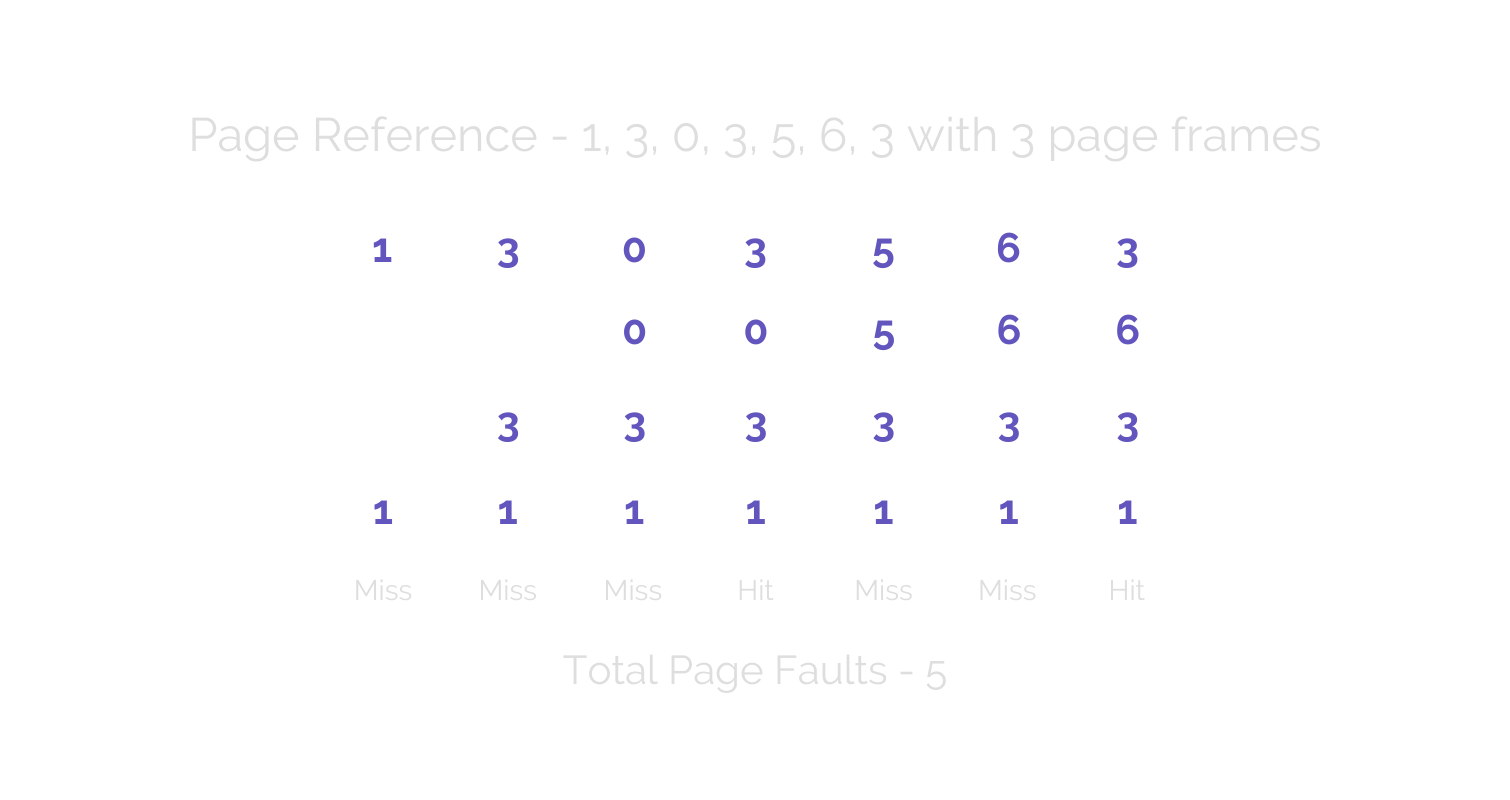 Page Reference - 1, 3, 0, 3, 5, 6, 3 with 3 page frames
1 3 0 3 5 6 3
0 0 5 6 6
3 3 3 3 3 3
1 1 1 1 1 1 1
Miss Miss Miss Hit Miss Miss Hit
Total Page Faults - 5